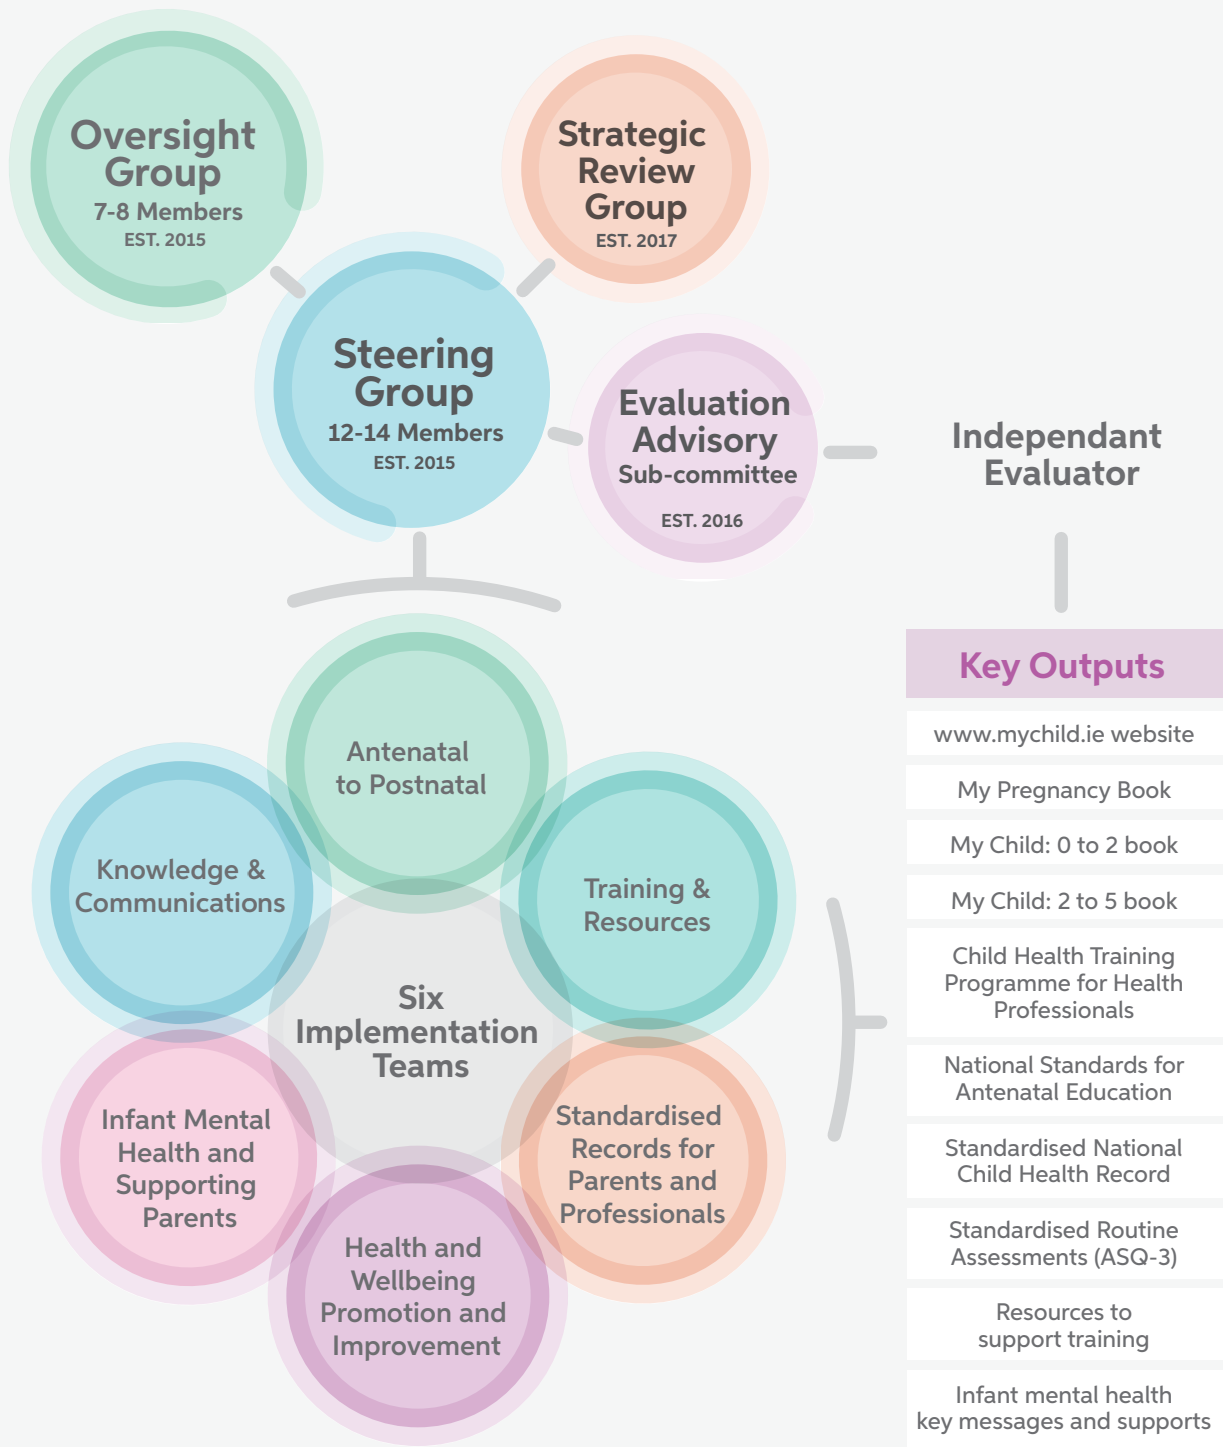 Oversight
Group
7-8 Members
EST. 2015
Strategic
Review
Group
EST. 2017
Steering
Group
12-14 Members
EST. 2015
Evaluation
Advisory
Sub-committee
EST. 2016
Independant
Evaluator
Antenatal
to Postnatal
Knowledge &
Communications
Training &
Resources
Six
Implementation
Teams
Infant Mental
Health and
Supporting
Parents
Standardised
Records for
Parents and
Professionals
Health and
Wellbeing
Promotion and
Improvement
Key Outputs
www.mychild.ie website
My Pregnancy Book
My Child: 0 to 2 book
My Child: 2 to 5 book
Child Health Training
Programme for Health
Professionals
National Standards for
Antenatal Education
Standardised National
Child Health Record
Standardised Routine
Assessments (ASQ-3)
Resources to
support training
Infant mental health
key messages and supports